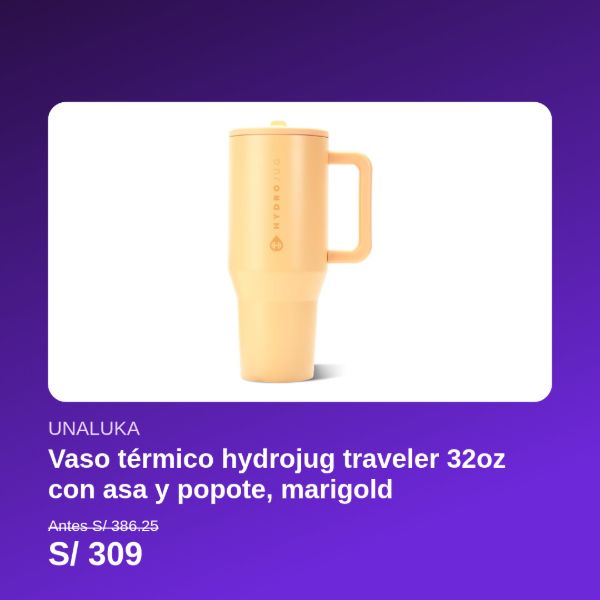 HYDROJUG
UNALUKA
Vaso térmico hydrojug traveler 32oz
con asa y popote, marigold
Antes S/ 386.25
S/ 309